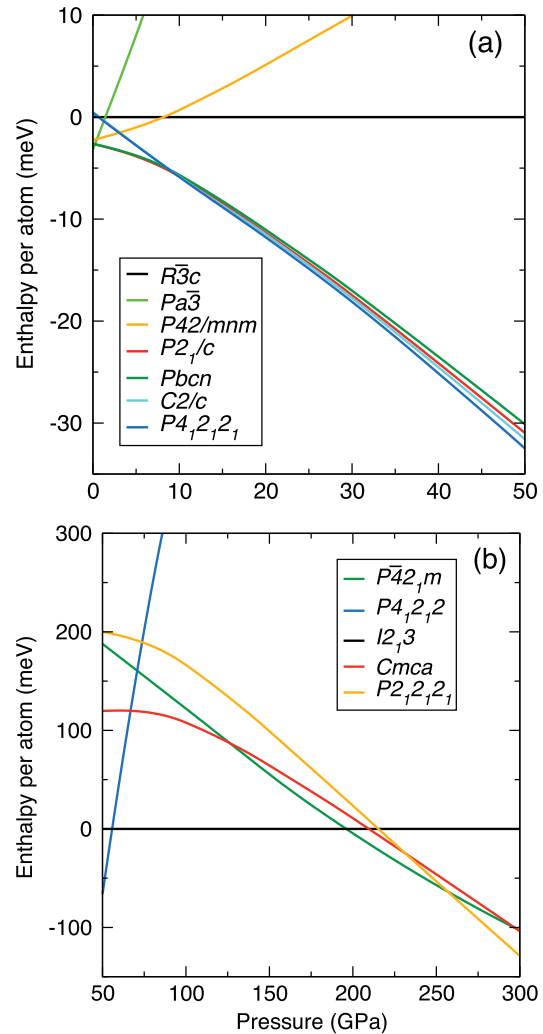 10
(a)
0
-10
-20
-30
Enthalpy per atom (meV)
R3̅c
Pa3̅
P42/mnm
P2₁/c
Pbcn
C2/c
P4₁2₁2₁
0
10
20
30
40
50
300
(b)
200
100
0
-100
Enthalpy per atom (meV)
P4̅2₁m
P4₁2₁2
I2₁3
Cmca
P2₁2₁2₁
50
100
150
200
250
300
Pressure (GPa)